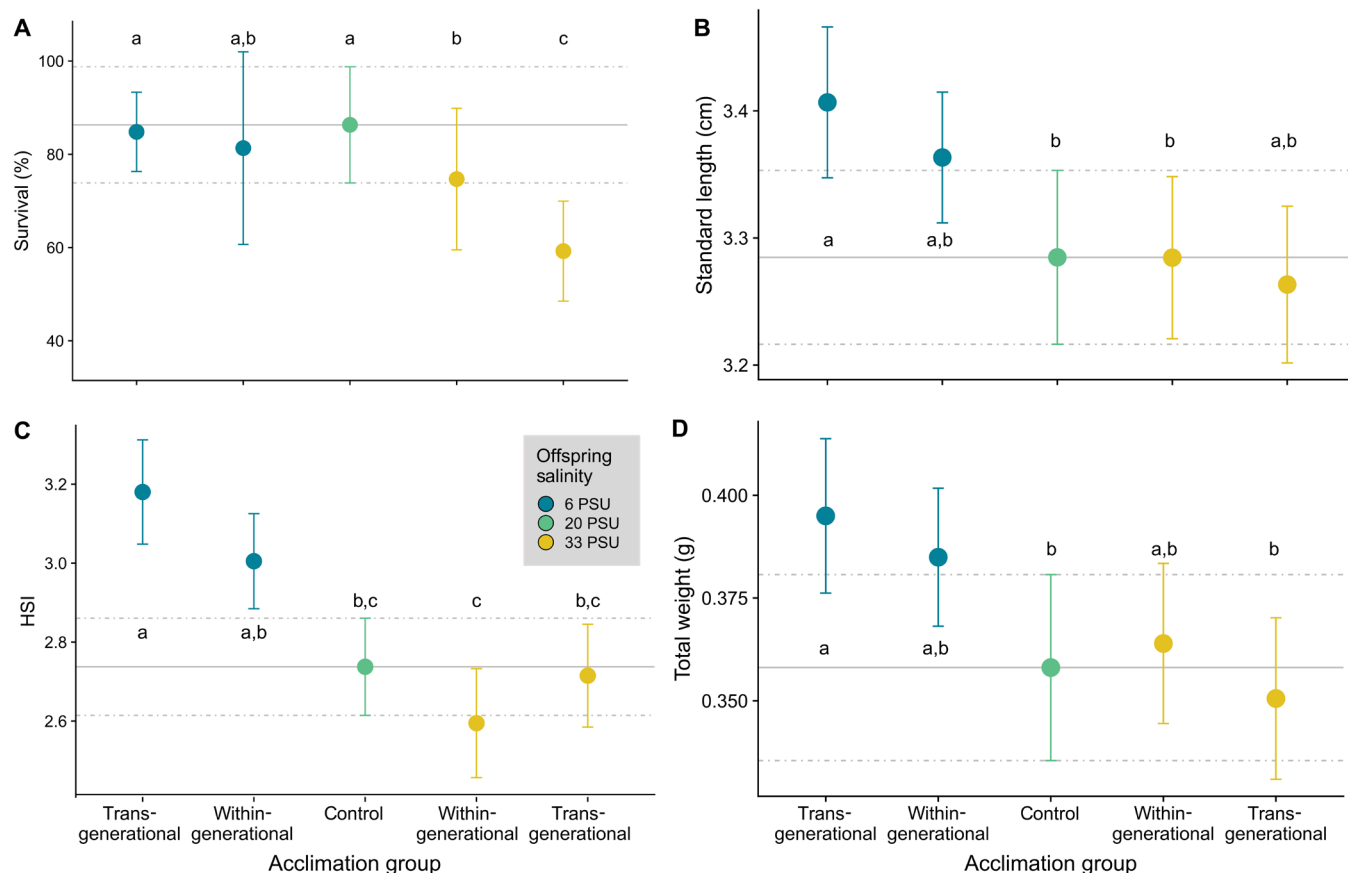 A
a a,b a b c
100
80
60
40
Survival (%)
B
b b a,b
a a,b
3.4
3.3
3.2
Standard length (cm)
C
3.2
3.0
2.8
2.6
HSI
b,c c b,c
a a,b
Offspring
salinity
6 PSU
20 PSU
33 PSU
Trans-
generational
Within-
generational
Control
Within-
generational
Trans-
generational
Acclimation group
D
0.400
0.375
0.350
Total weight (g)
b a,b b
a a,b
Trans-
generational
Within-
generational
Control
Within-
generational
Trans-
generational
Acclimation group